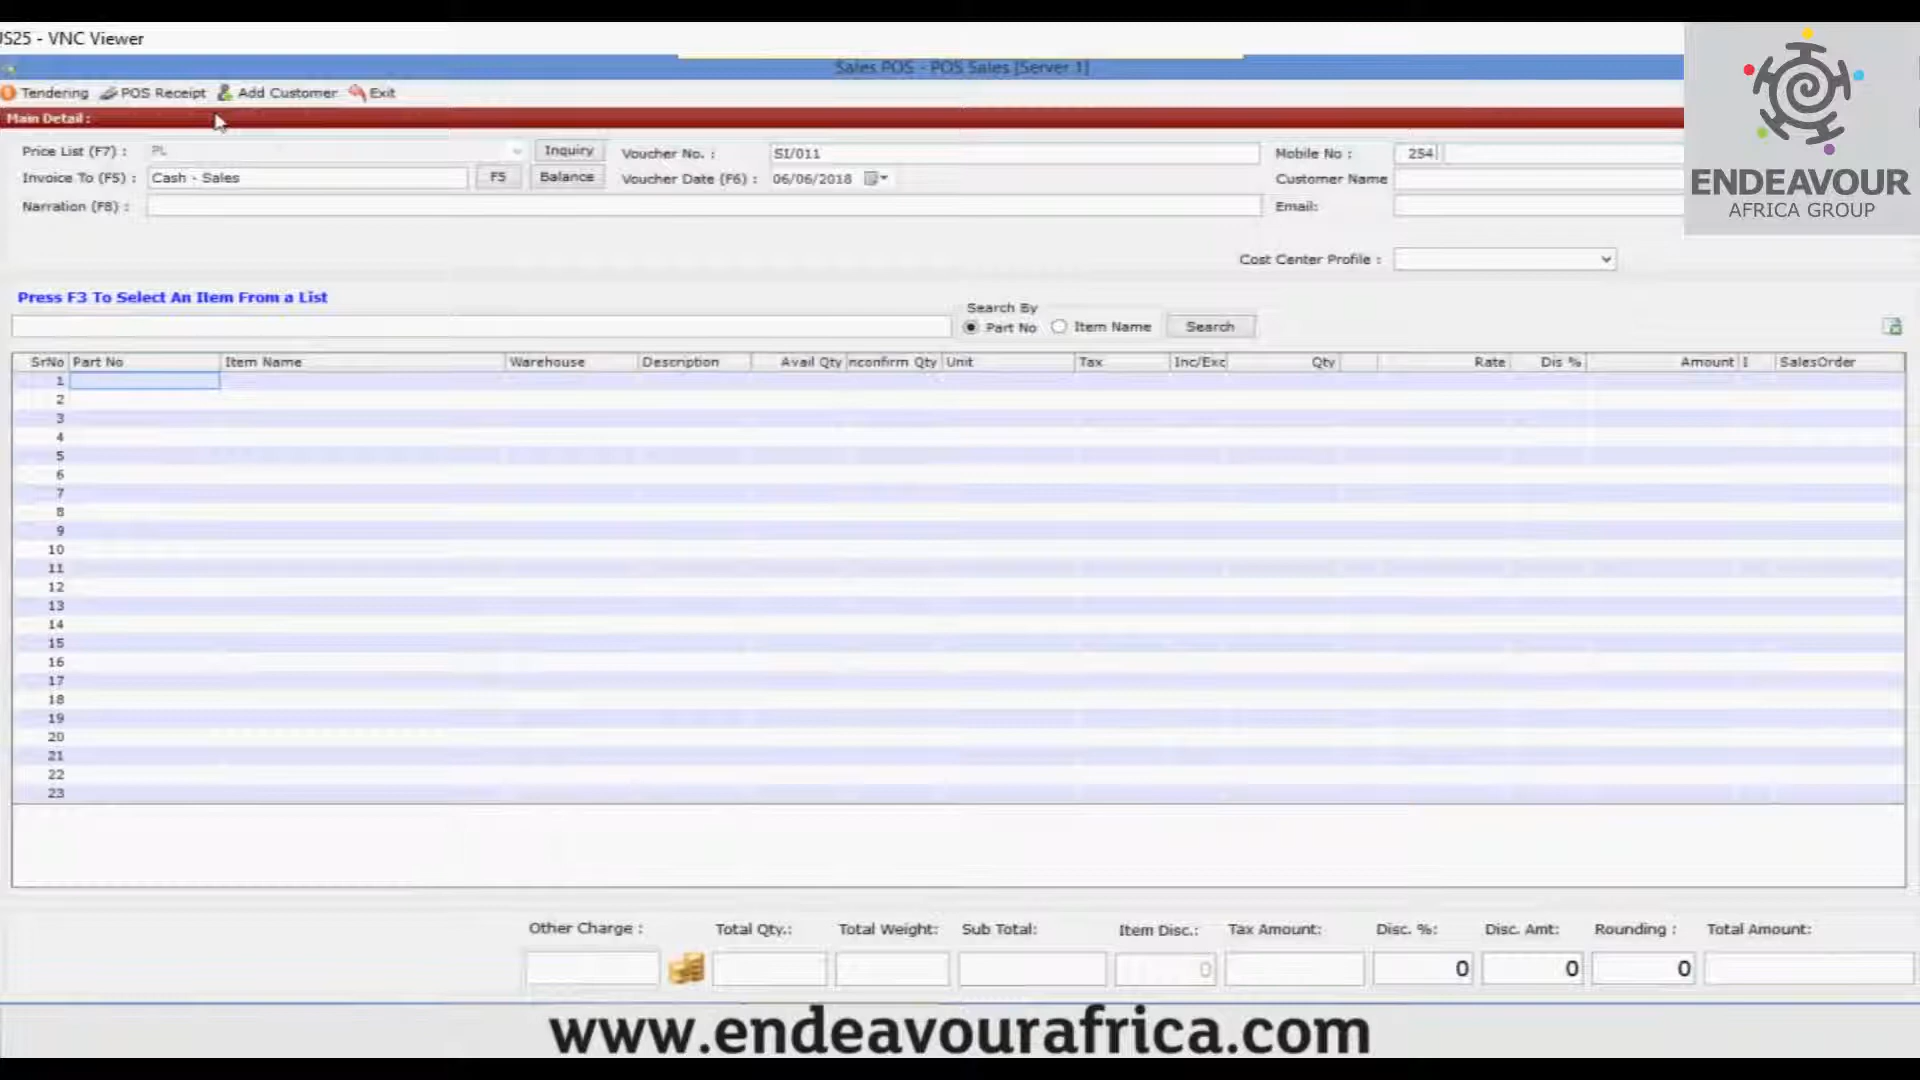 JS25 - VNC Viewer
Sales POS - POS Sales [Server 1]
Tendering POS Receipt Add Customer Exit
Main Detail :
Price List (F7) : PL Inquiry Voucher No. : SI/011 Mobile No : 254
Invoice To (F5) : Cash - Sales F5 Balance Voucher Date (F6) : 06/06/2018 Customer Name
Narration (F8) : Email:
Cost Center Profile :
ENDEAVOUR
AFRICA GROUP
Press F3 To Select An Item From a List
Search By
Part No Item Name Search
SrNo Part No Item Name Warehouse Description Avail Qty nconfirm Qty Unit Tax Inc/Exc Qty Rate Dis % Amount I SalesOrder
1
2
3
4
5
6
7
8
9
10
11
12
13
14
15
16
17
18
19
20
21
22
23
Other Charge : Total Qty.: Total Weight: Sub Total: Item Disc.: Tax Amount: Disc. %: Disc. Amt: Rounding : Total Amount:
0 0 0 0
www.endeavourafrica.com